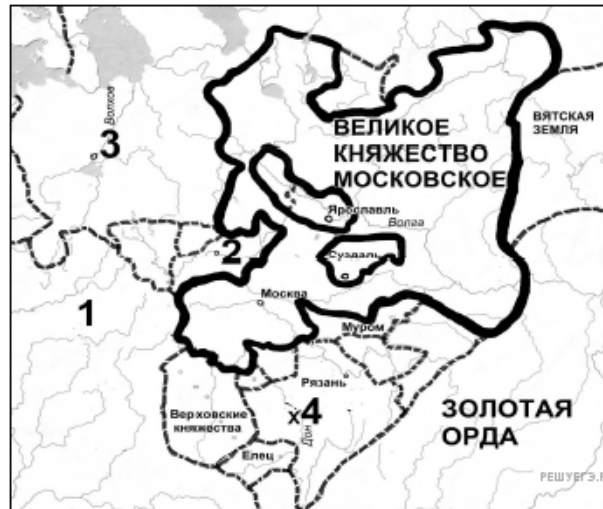 Волхов
3
ВЯТСКАЯ
ЗЕМЛЯ
ВЕЛИКОЕ
КНЯЖЕСТВО
МОСКОВСКОЕ
Ярославль
Волга
2
Суздаль
1
Москва
Муром
Рязань
Верховские
княжества
х4
Дон
Елец
ЗОЛОТАЯ
ОРДА
РЕШУЕГЭ.Р